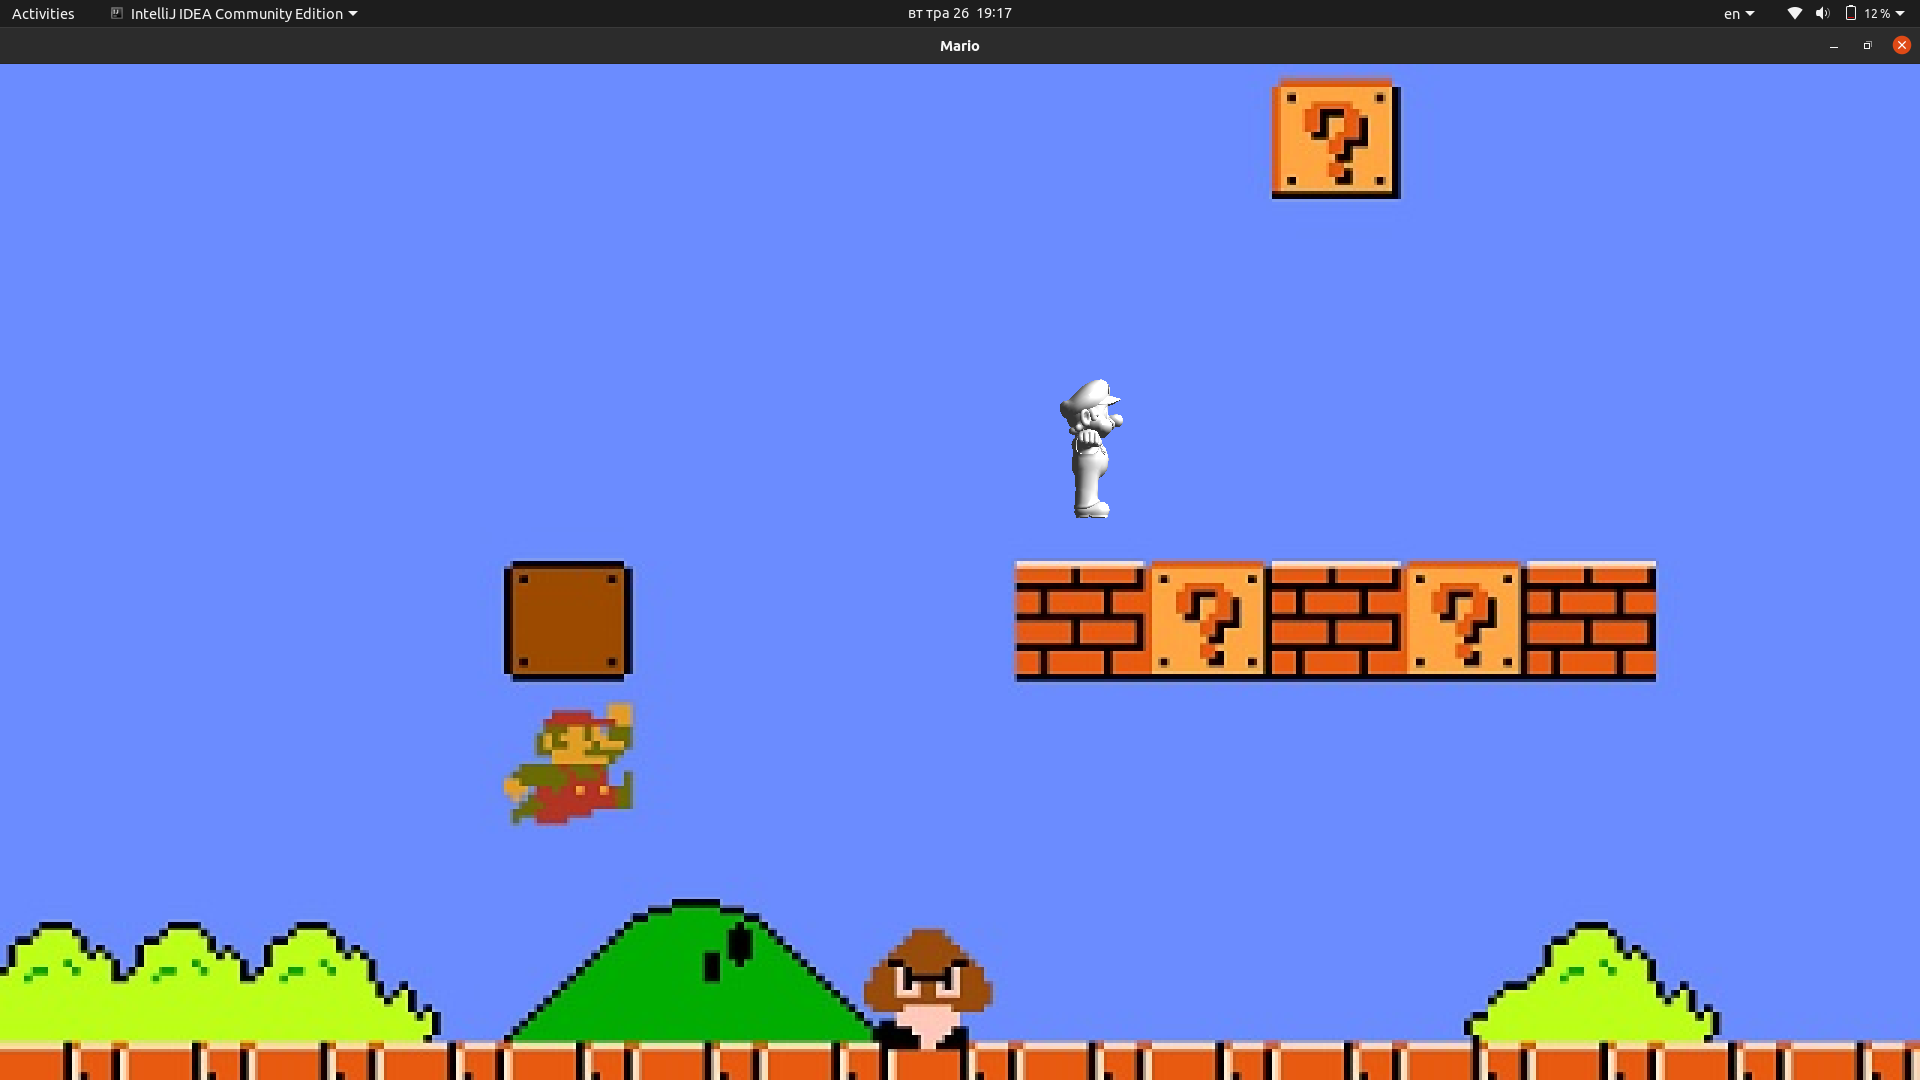 Activities IntelliJ IDEA Community Edition вт тра 26 19:17 en 12 %
Mario
?
? ?